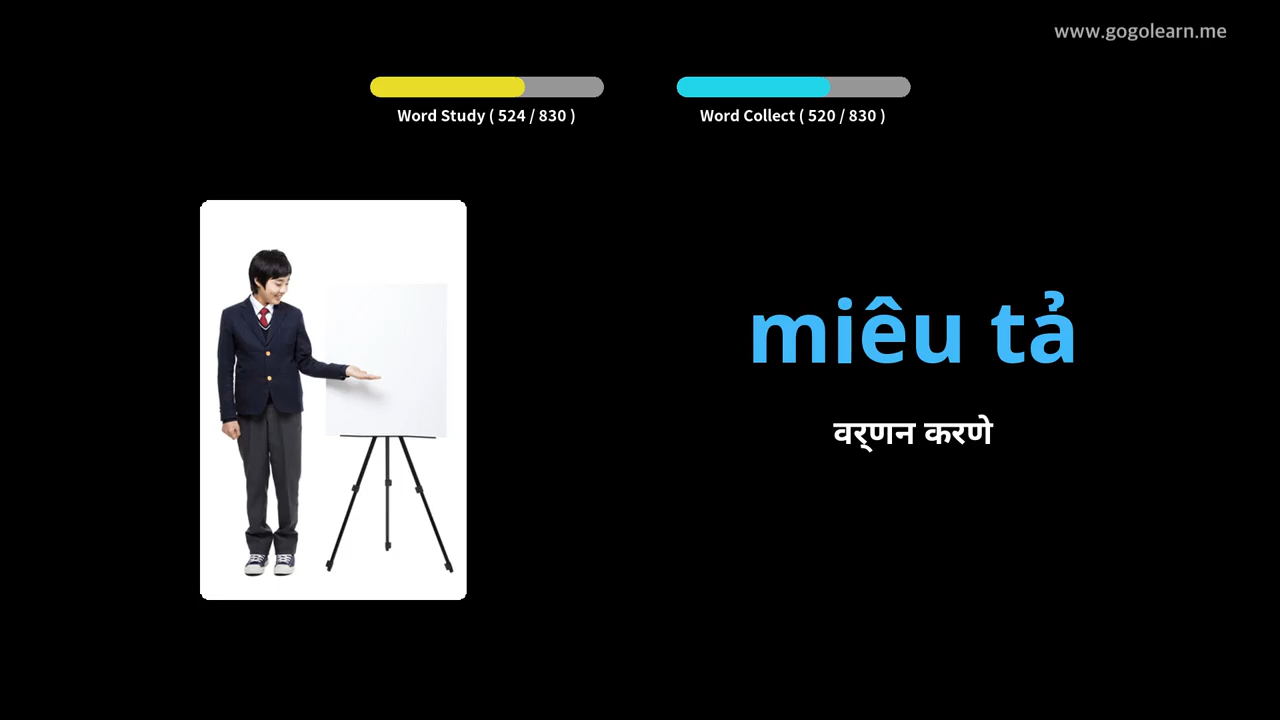 www.gogolearn.me
Word Study ( 524 / 830 )
Word Collect ( 520 / 830 )
miêu tả
वर्णन करणे